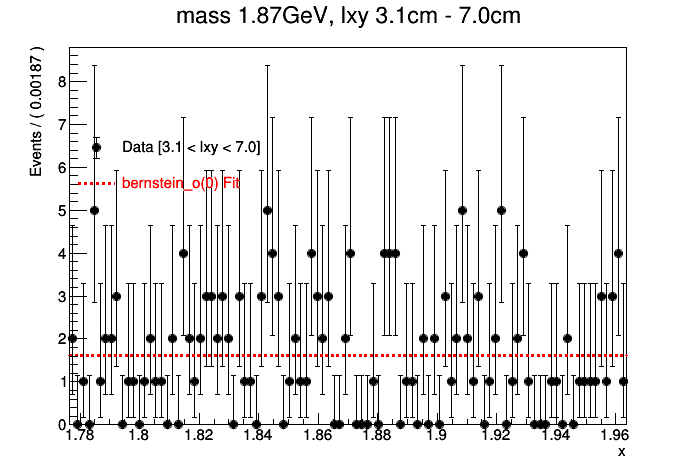 mass 1.87GeV, lxy 3.1cm - 7.0cm
Events / ( 0.00187 )
8
7
Data [3.1 < lxy < 7.0]
6
bernstein_o(0) Fit
5
4
3
2
1
0
1.78 1.8 1.82 1.84 1.86 1.88 1.9 1.92 1.94 1.96
x